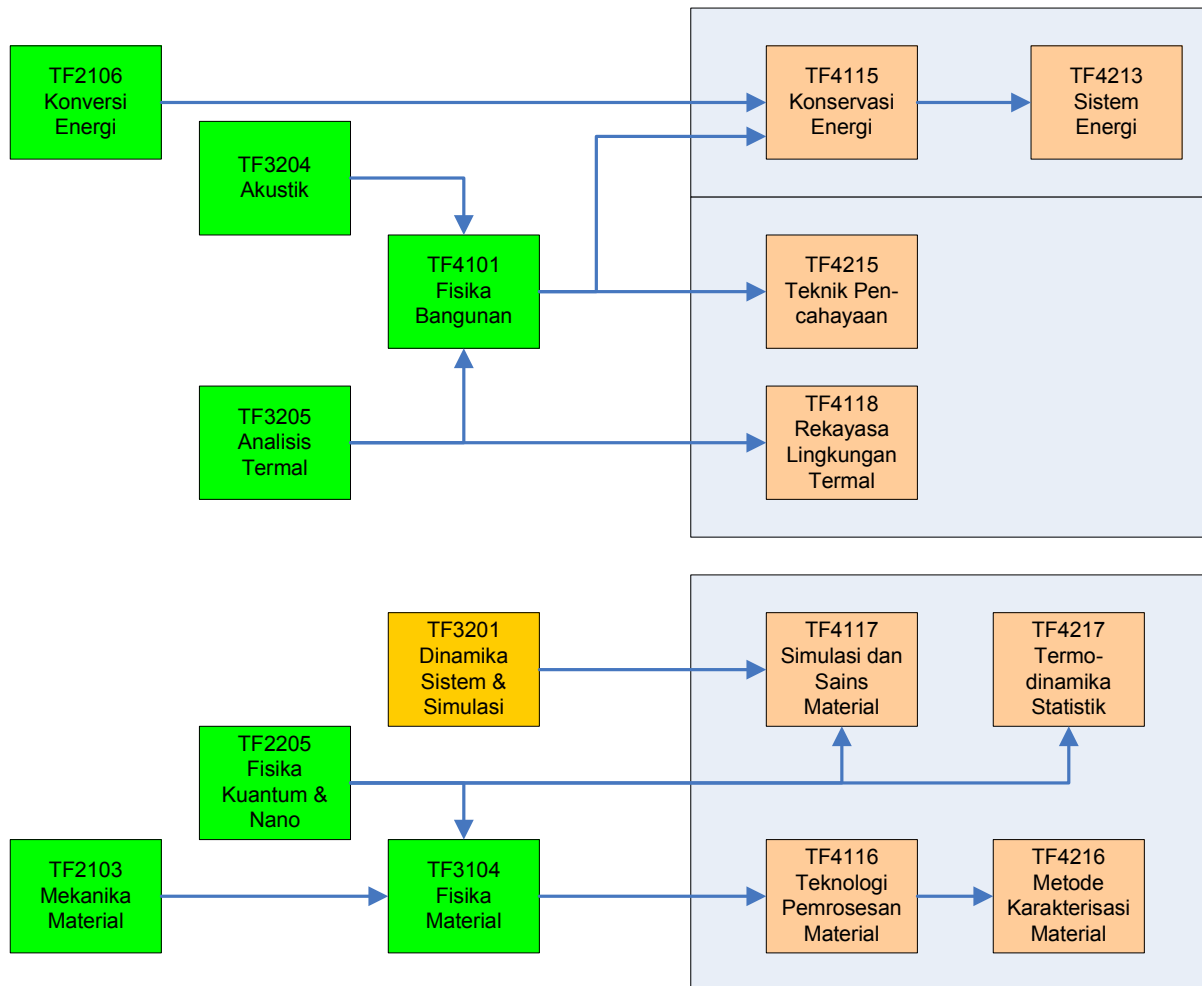 TF2106
Konversi
Energi
TF4115
Konservasi
Energi
TF4213
Sistem
Energi
TF3204
Akustik
TF4101
Fisika
Bangunan
TF4215
Teknik Pen-
cahayaan
TF3205
Analisis
Termal
TF4118
Rekayasa
Lingkungan
Termal
TF3201
Dinamika
Sistem &
Simulasi
TF4117
Simulasi dan
Sains
Material
TF4217
Termo-
dinamika
Statistik
TF2205
Fisika
Kuantum &
Nano
TF2103
Mekanika
Material
TF3104
Fisika
Material
TF4116
Teknologi
Pemrosesan
Material
TF4216
Metode
Karakterisasi
Material